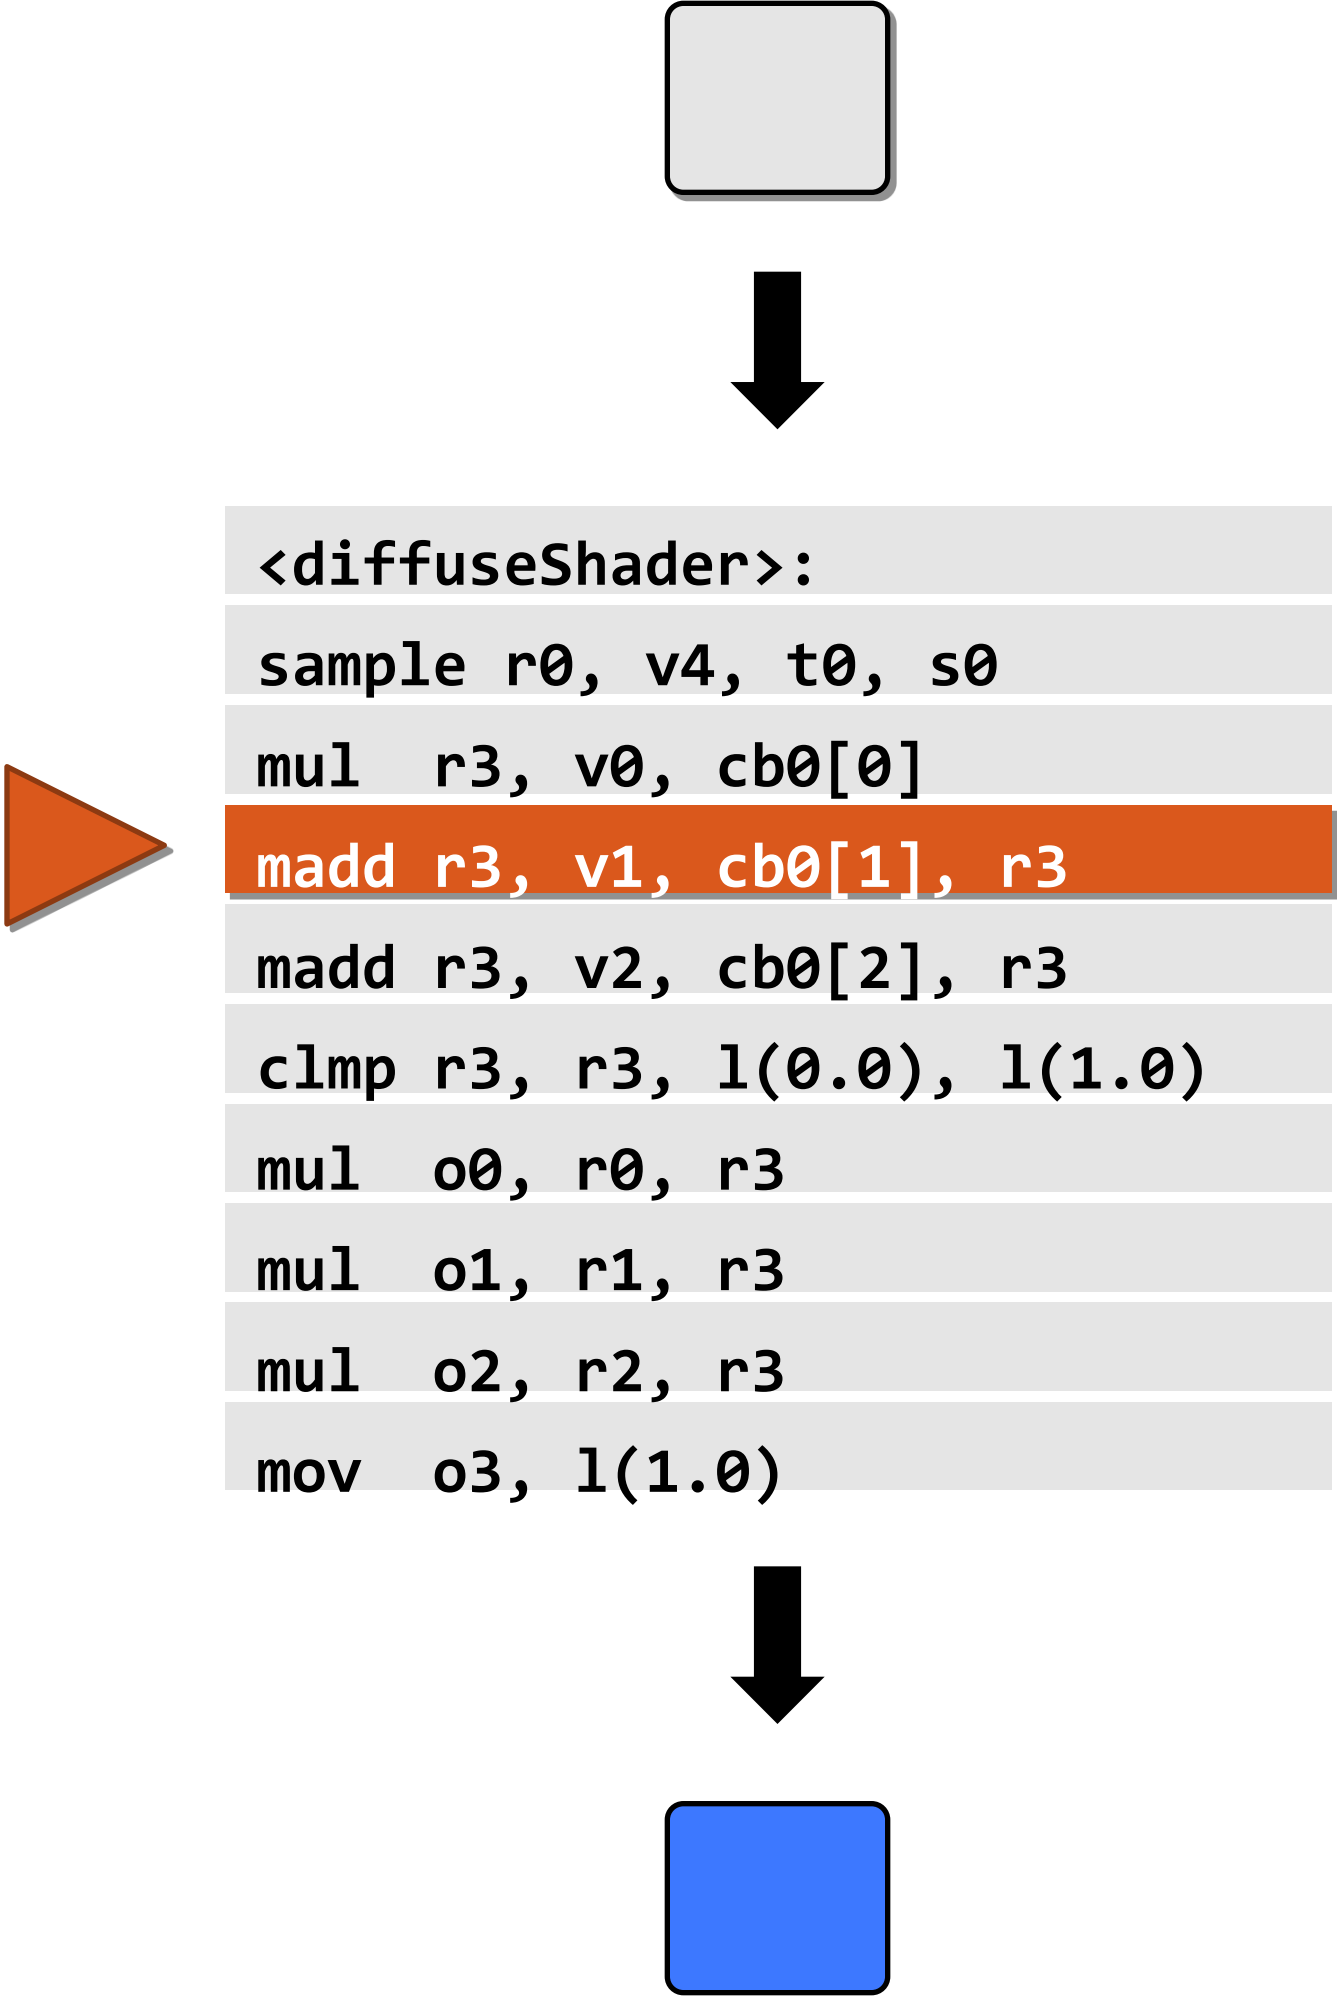 <diffuseShader>:
sample r0, v4, t0, s0
mul  r3, v0, cb0[0]
madd r3, v1, cb0[1], r3
madd r3, v2, cb0[2], r3
clmp r3, r3, l(0.0), l(1.0)
mul  o0, r0, r3
mul  o1, r1, r3
mul  o2, r2, r3
mov  o3, l(1.0)